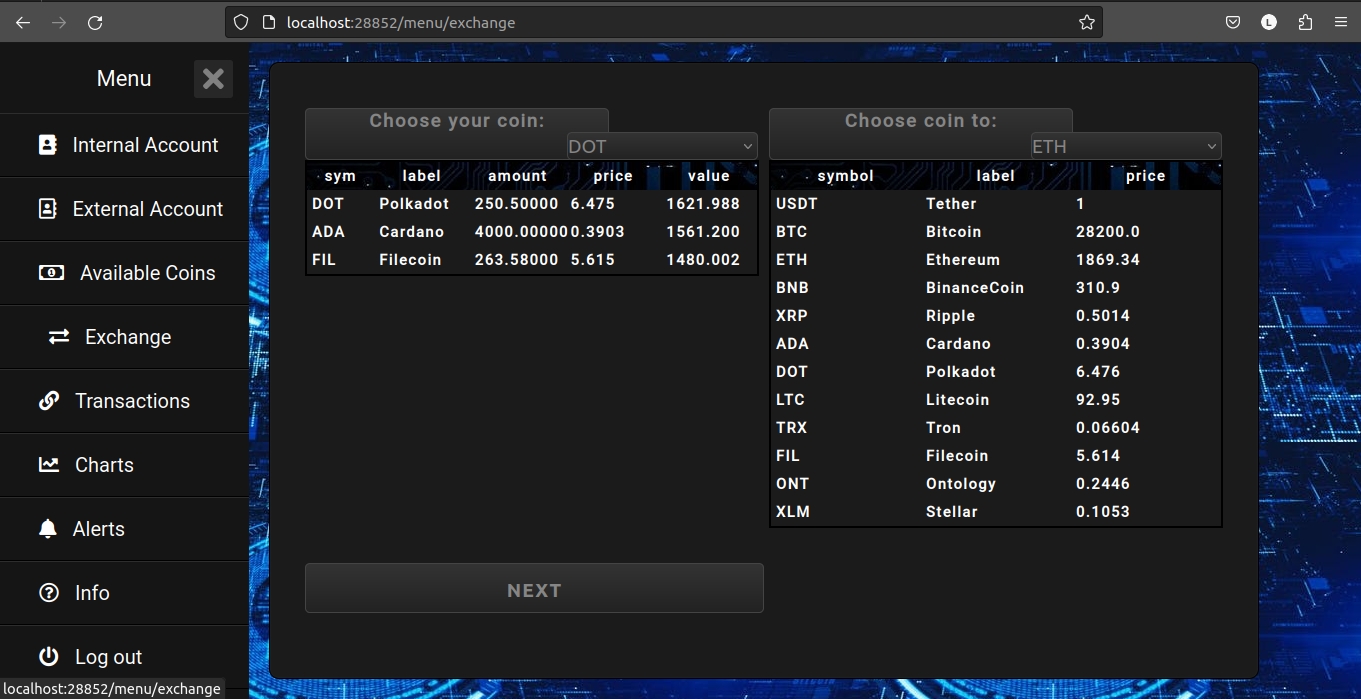 localhost:28852/menu/exchange
L
Menu
Internal Account
External Account
Available Coins
Exchange
Transactions
Charts
Alerts
Info
Log out
localhost:28852/menu/exchange
Choose your coin:
DOT
sym label amount price value
DOT Polkadot 250.50000 6.475 1621.988
ADA Cardano 4000.00000 0.3903 1561.200
FIL Filecoin 263.58000 5.615 1480.002
NEXT
Choose coin to:
ETH
symbol label price
USDT Tether 1
BTC Bitcoin 28200.0
ETH Ethereum 1869.34
BNB BinanceCoin 310.9
XRP Ripple 0.5014
ADA Cardano 0.3904
DOT Polkadot 6.476
LTC Litecoin 92.95
TRX Tron 0.06604
FIL Filecoin 5.614
ONT Ontology 0.2446
XLM Stellar 0.1053